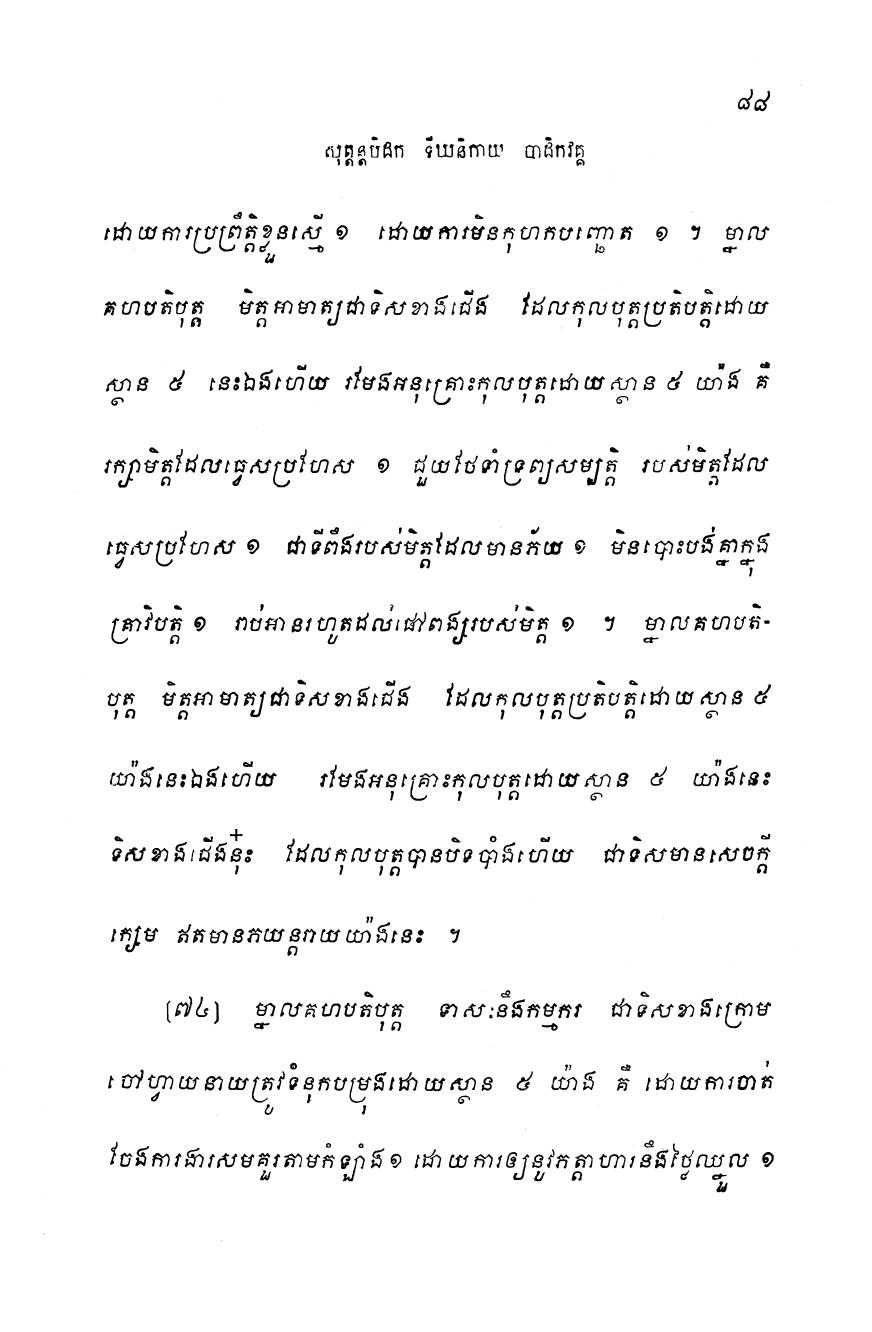 ៨៨
សុត្តន្តបិដក ទីឃនិកាយ បាដិកវគ្គ
ដោយការប្រព្រឹត្តិខ្លួនស្មើ ១ ដោយការមិនកុហកបញ្ឆោត ១ ។ ម្នាល
គហបតិបុត្ត មិត្តអាមាត្យជាទិសខាងជើង ដែលកុលបុត្តប្រតិបត្តិដោយ
ស្ថាន ៥ នេះឯងហើយ រមែងអនុគ្រោះកុលបុត្តដោយស្ថាន ៥ យ៉ាង គឺ
រក្សាមិត្តដែលធ្វេសប្រហែស ១ ជួយថែទាំទ្រព្យសម្បត្តិ របស់មិត្តដែល
ធ្វេសប្រហែស ១ ជាទីពឹងរបស់មិត្តដែលមានភ័យ ១ មិនបោះបង់គ្នាក្នុង
គ្រាវិបត្តិ ១ រាប់អានរហូតដល់ផៅពង្សរបស់មិត្ត ១ ។ ម្នាលគហបតិ-
បុត្ត មិត្តអាមាត្យជាទិសខាងជើង ដែលកុលបុត្តប្រតិបត្តិដោយស្ថាន ៥
យ៉ាងនេះឯងហើយ រមែងអនុគ្រោះកុលបុត្តដោយស្ថាន ៥ យ៉ាងនេះ
ទិសខាងជើងនុ៎ះ ដែលកុលបុត្តបានបិទបាំងហើយ ជាទិសមានសេចក្តី
ក្សេម ឥតមានភយន្តរាយយ៉ាងនេះ ។
[៧៤] ម្នាលគហបតិបុត្ត ទាសៈនឹងកម្មករ ជាទិសខាងក្រោម
ចៅហ្វាយនាយត្រូវទំនុកបម្រុងដោយស្ថាន ៥ យ៉ាង គឺ ដោយការចាត់
ចែងការងារសមគួរតាមកំឡាំង ១ ដោយការឲ្យនូវភត្តាហារនឹងថ្លៃឈ្នួល ១